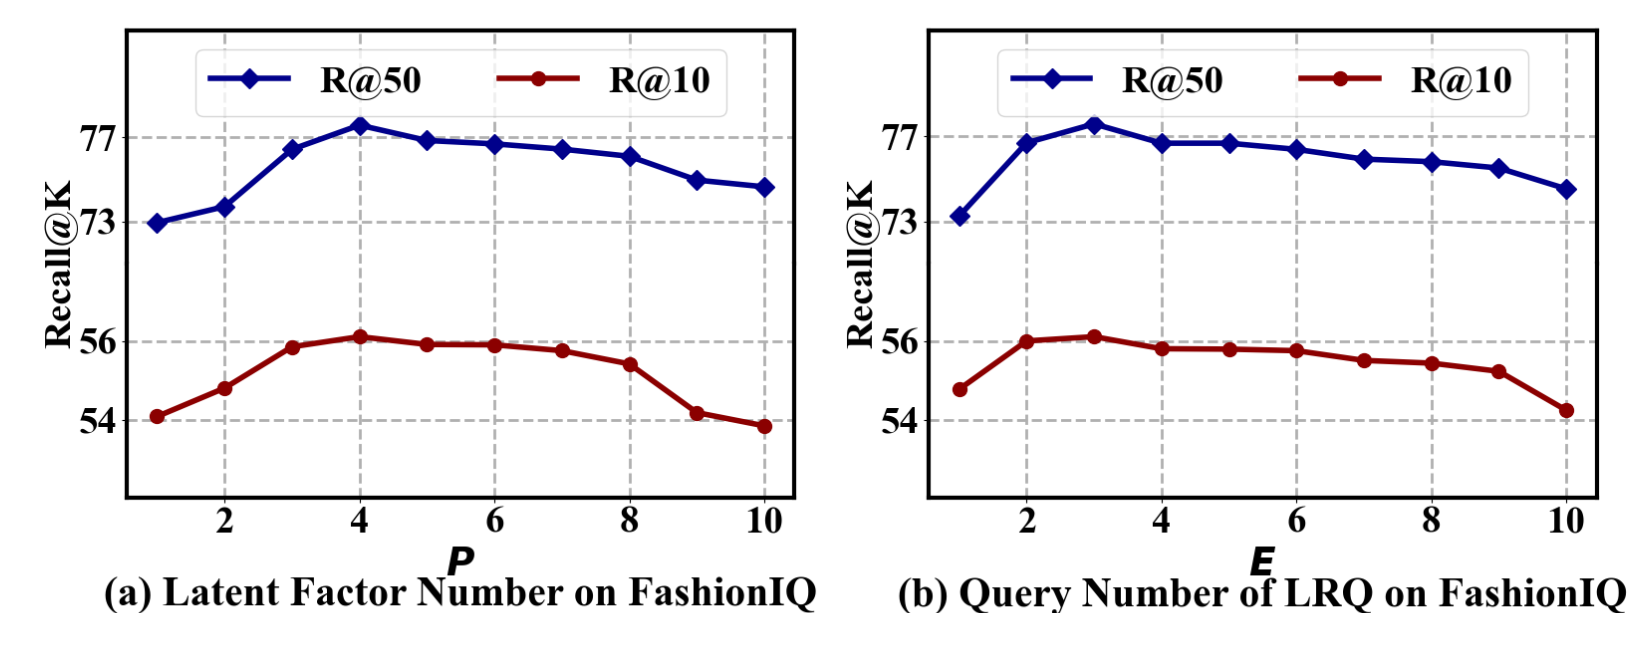 R@50 R@10
77
73
56
54
Recall@K
2 4 6 8 10
P
(a) Latent Factor Number on FashionIQ
R@50 R@10
77
73
56
54
Recall@K
2 4 6 8 10
E
(b) Query Number of LRQ on FashionIQ